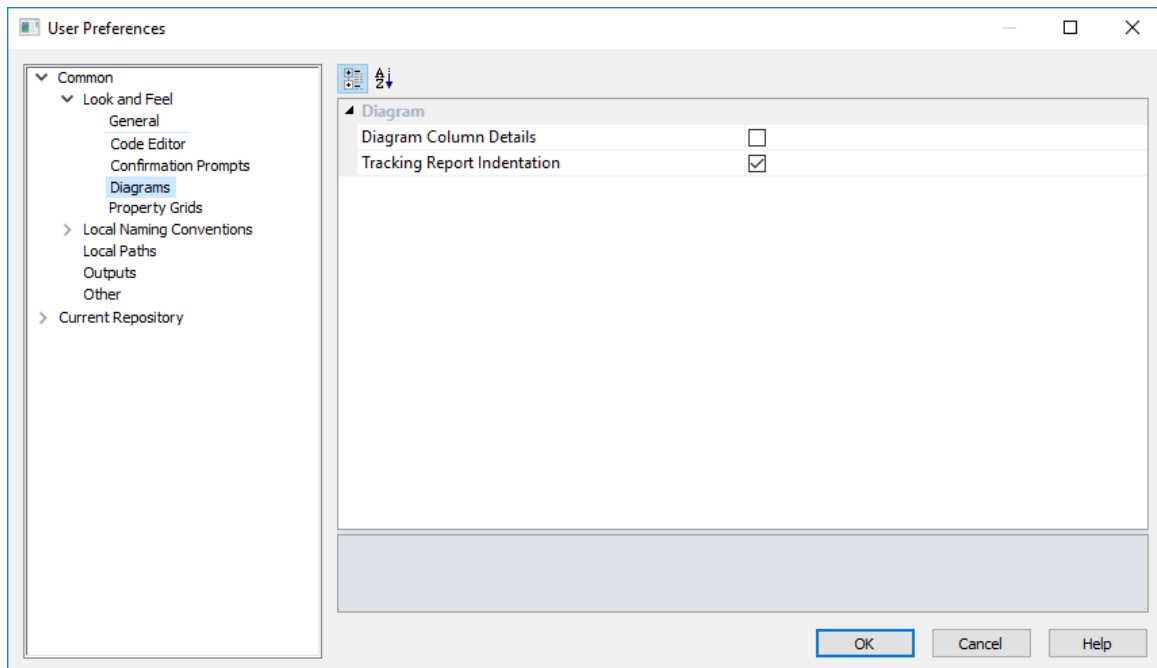 User Preferences
Common
Look and Feel
General
Code Editor
Confirmation Prompts
Diagrams
Property Grids
Local Naming Conventions
Local Paths
Outputs
Other
Current Repository
A
Z
Diagram
Diagram Column Details
Tracking Report Indentation
OK
Cancel
Help